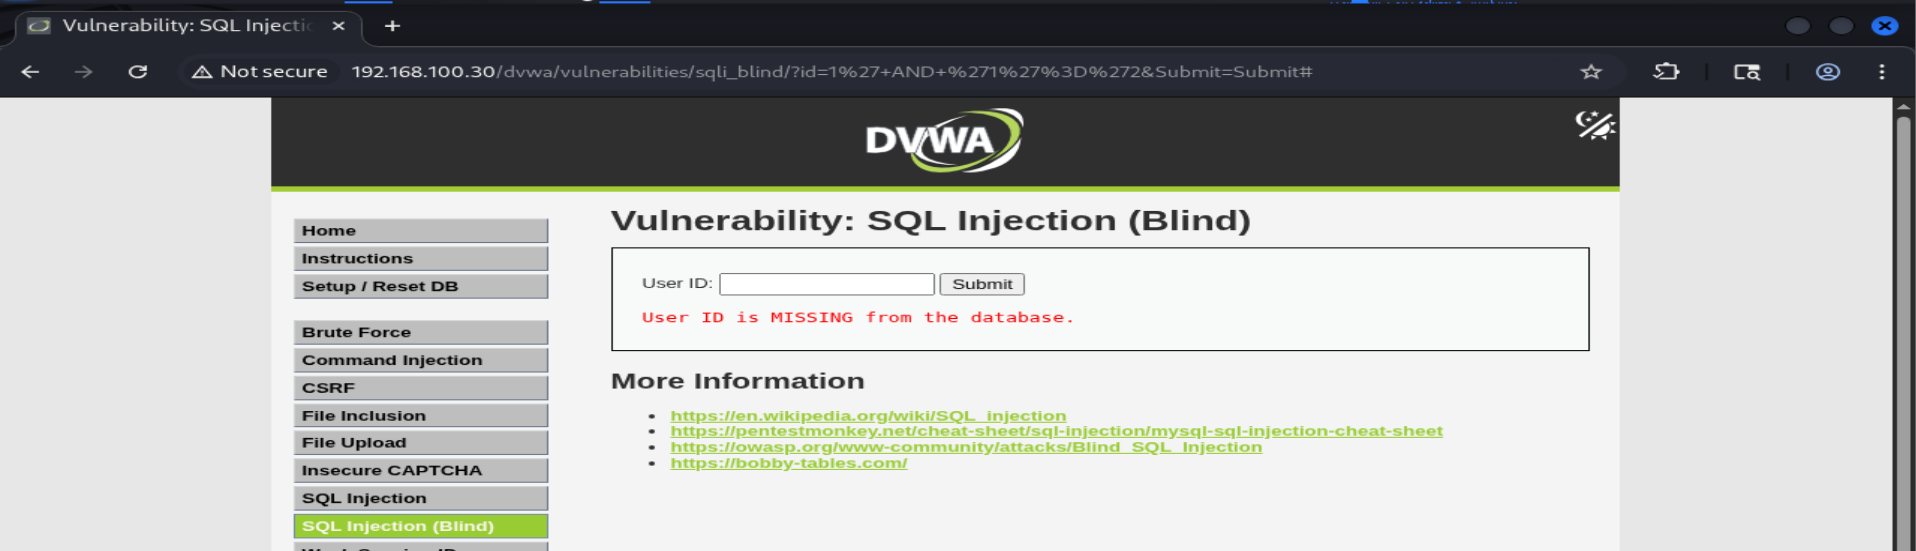 Vulnerability: SQL Injectic
Not secure 192.168.100.30/dvwa/vulnerabilities/sqli_blind/?id=1%27+AND+%271%27%3D%272&Submit=Submit#
DVWA
Vulnerability: SQL Injection (Blind)
Home
Instructions
Setup / Reset DB
Brute Force
Command Injection
CSRF
File Inclusion
File Upload
Insecure CAPTCHA
SQL Injection
SQL Injection (Blind)
User ID: Submit
User ID is MISSING from the database.
More Information
https://en.wikipedia.org/wiki/SQL_injection
https://pentestmonkey.net/cheat-sheet/sql-injection/mysql-sql-injection-cheat-sheet
https://owasp.org/www-community/attacks/Blind_SQL_Injection
https://bobby-tables.com/